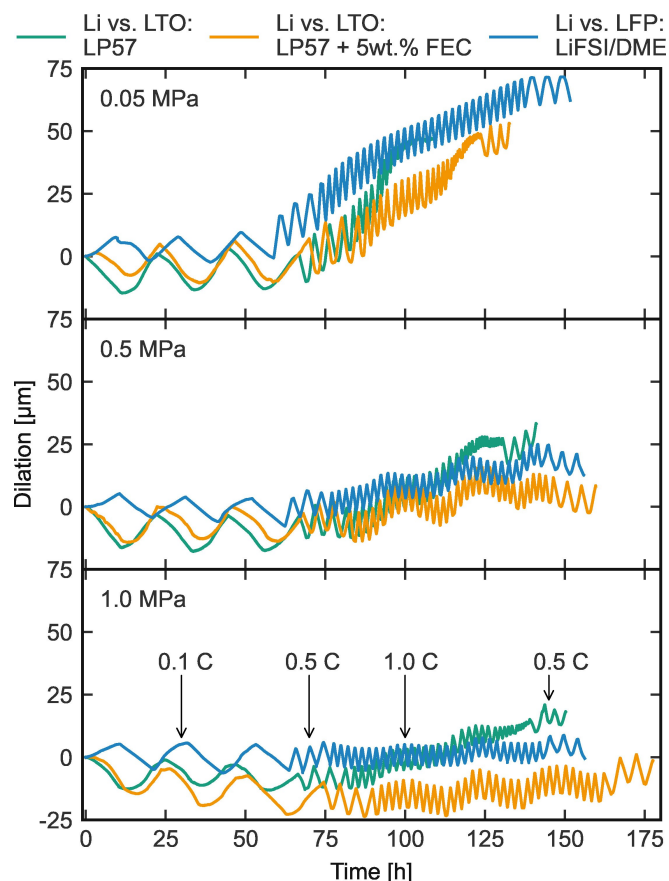 Li vs. LTO: Li vs. LTO: Li vs. LFP:
LP57 LP57 + 5wt.% FEC LiFSI/DME
75
0.05 MPa
50
25
0
75
0.5 MPa
50
25
0
75
1.0 MPa
50
0.1 C 0.5 C 1.0 C 0.5 C
25
0
-25
0 25 50 75 100 125 150 175
Time [h]
Dilation [µm]